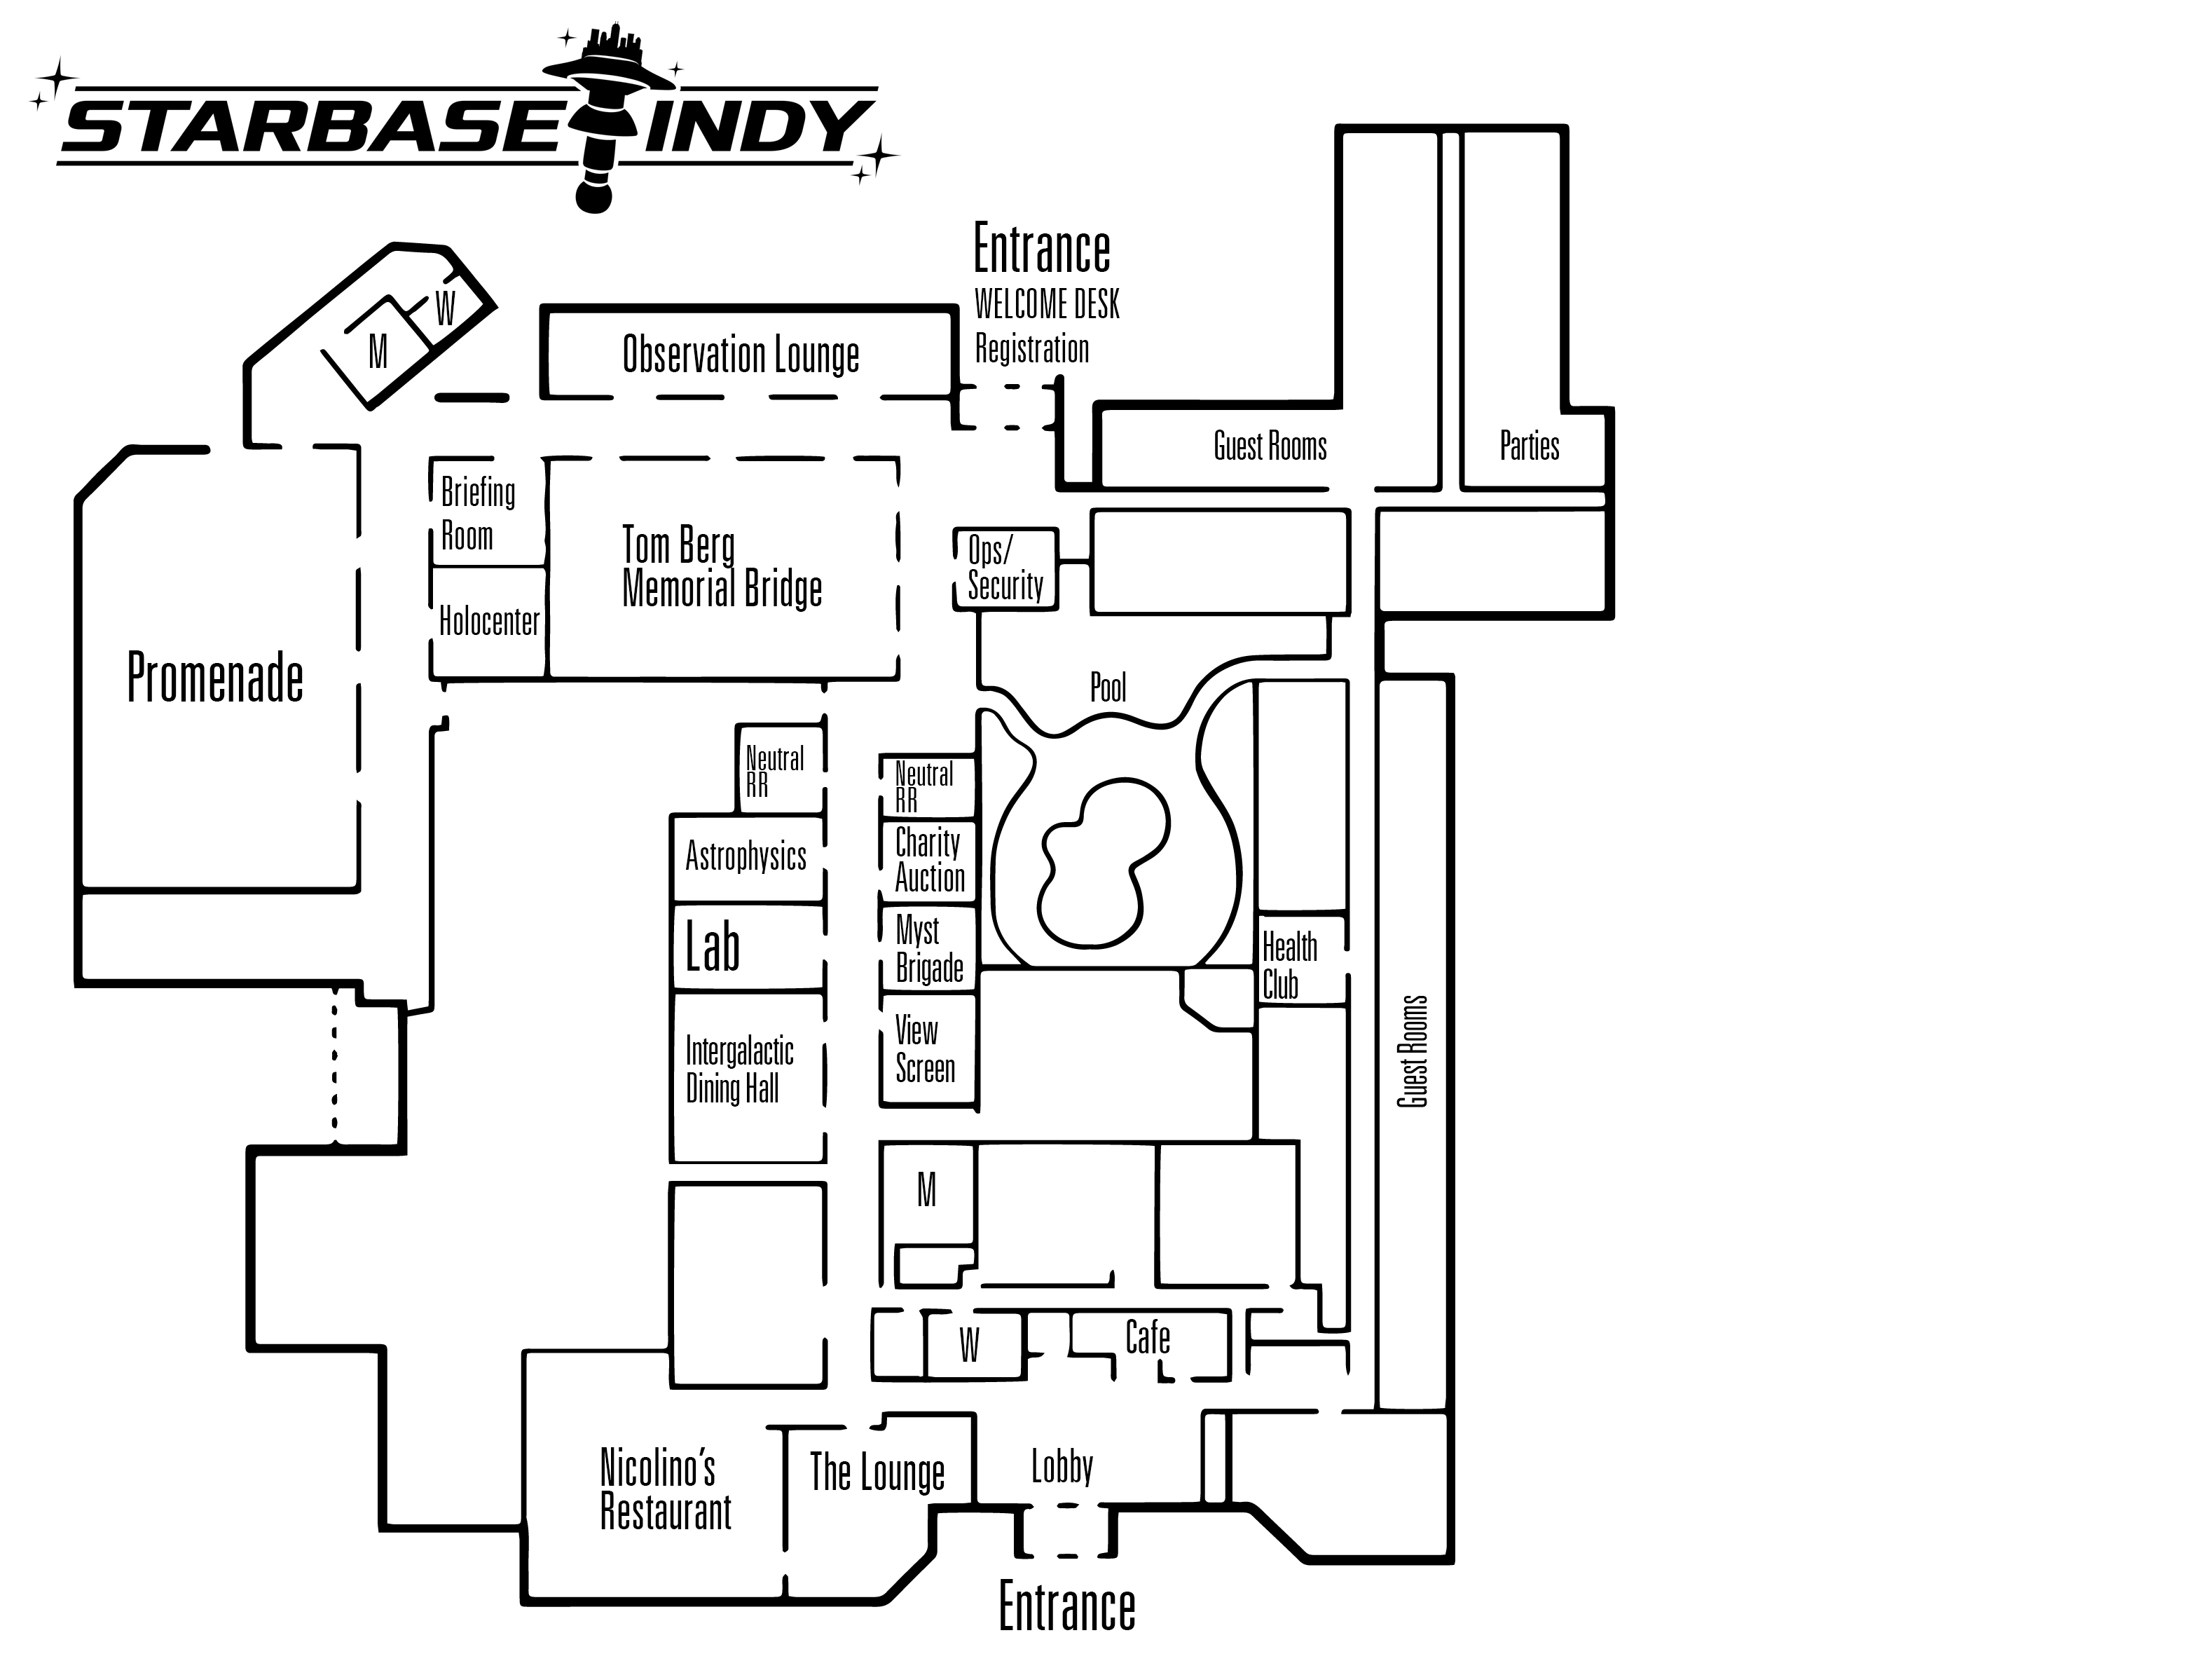 STARBASE INDY
Entrance
WELCOME DESK
Registration
W
M
Observation Lounge
Guest Rooms
Parties
Briefing
Room
Tom Berg
Memorial Bridge
Ops/
Security
Holocenter
Promenade
Pool
Neutral
RR
Neutral
RR
Astrophysics
Charity
Auction
Lab
Myst
Brigade
Health
Club
Intergalactic
Dining Hall
View
Screen
Guest Rooms
M
W
Cafe
Nicolino's
Restaurant
The Lounge
Lobby
Entrance